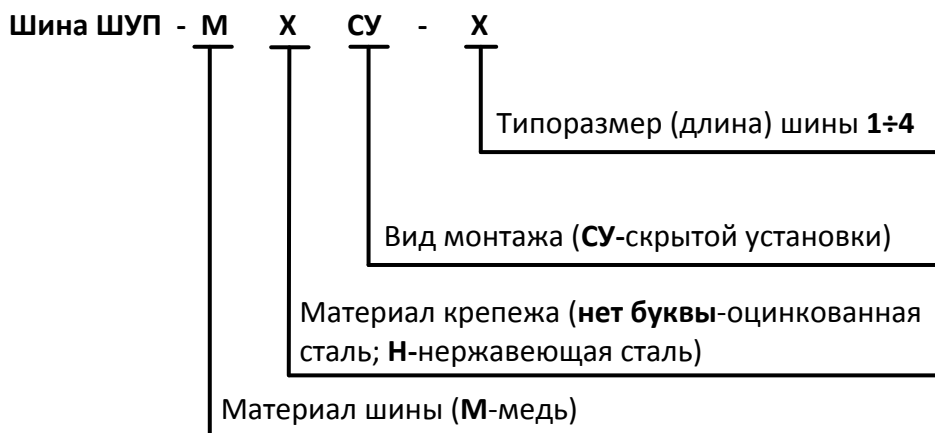 Шина ШУП - М Х СУ - Х
Типоразмер (длина) шины 1÷4
Вид монтажа (СУ-скрытой установки)
Материал крепежа (нет буквы-оцинкованная
сталь; Н-нержавеющая сталь)
Материал шины (М-медь)